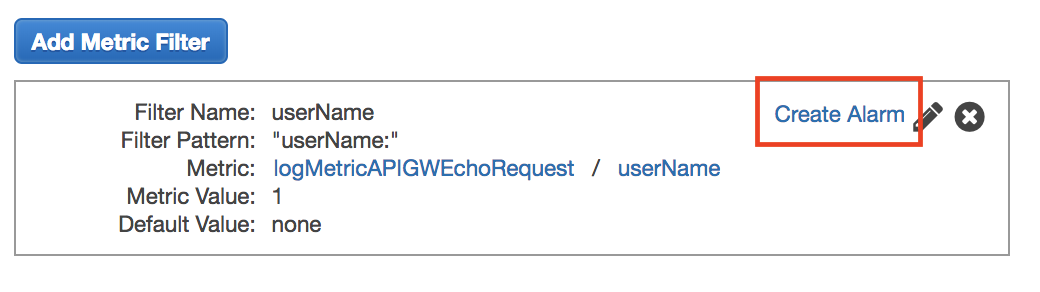 Add Metric Filter
Filter Name: userName
Create Alarm
Filter Pattern: "userName:"
Metric: logMetricAPIGWEchoRequest / userName
Metric Value: 1
Default Value: none